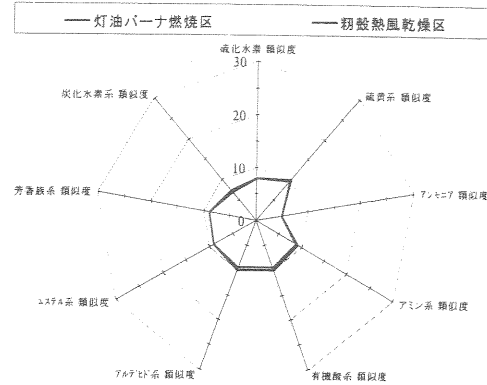 灯油バーナ燃焼区 籾殻熱風乾燥区
硫化水素 類似度
30
炭化水素系 類似度
硫黄系 類似度
10
芳香族系 類似度
アンモニア 類似度
0
エステル系 類似度
アミン系 類似度
アルデヒド系 類似度
有機酸系 類似度